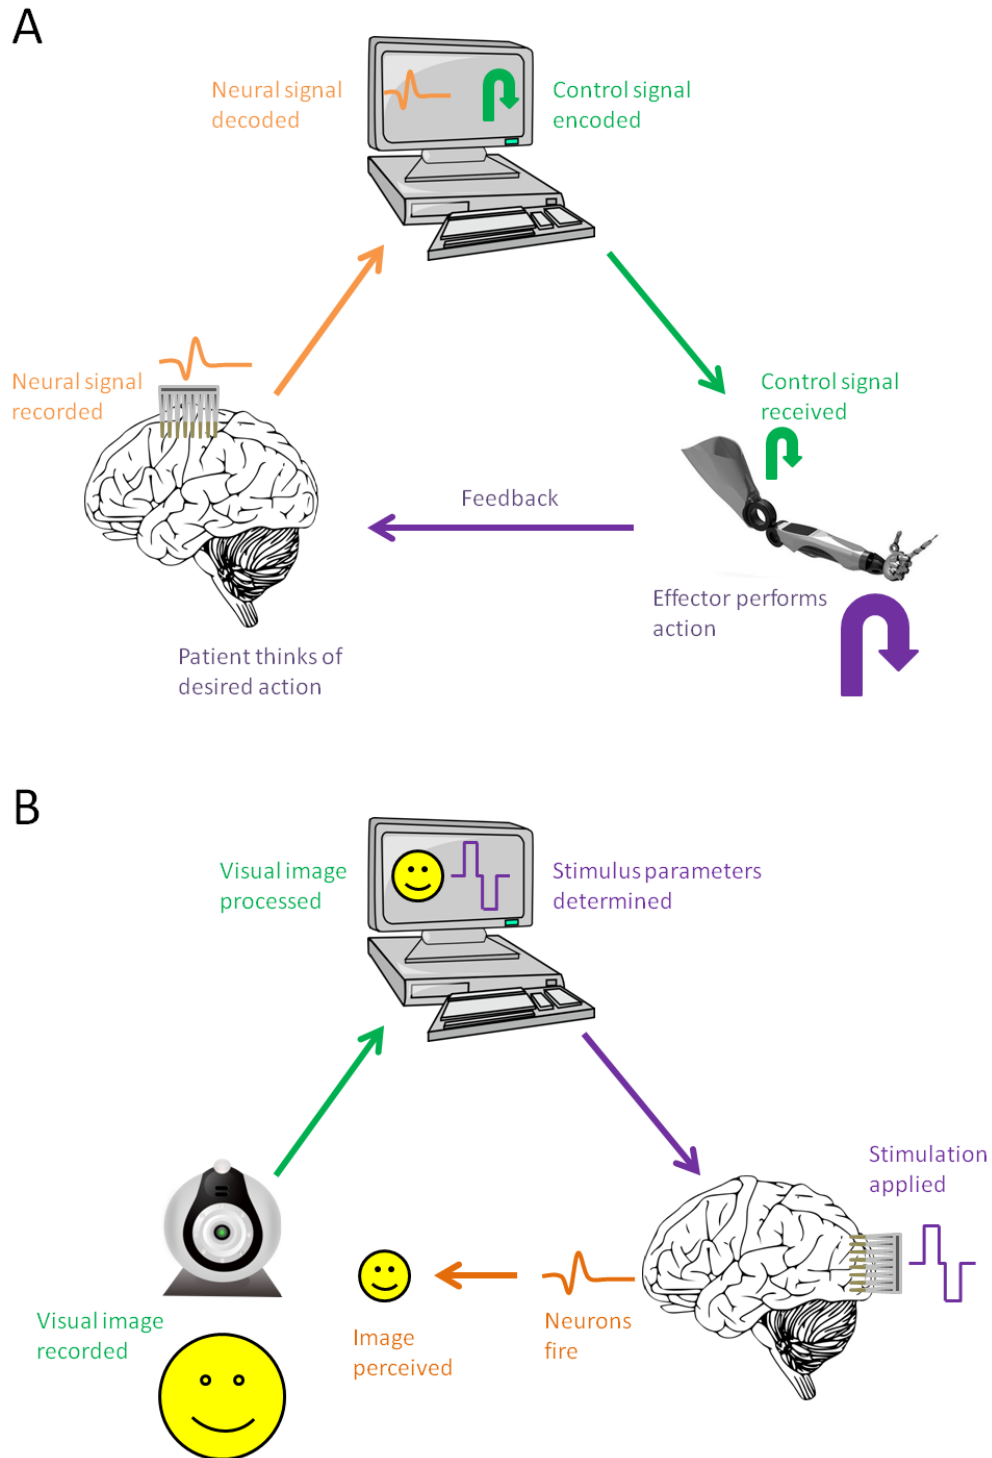 A
Neural signal
decoded
Control signal
encoded
Neural signal
recorded
Control signal
received
Feedback
Effector performs
action
Patient thinks of
desired action
B
Visual image
processed
Stimulus parameters
determined
Stimulation
applied
Visual image
recorded
Image
perceived
Neurons
fire